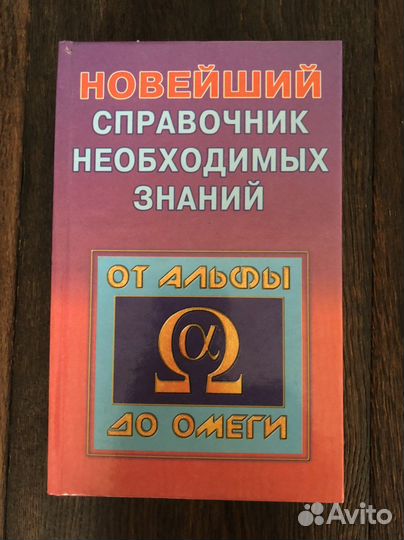 НОВЕЙШИЙ
СПРАВОЧНИК
НЕОБХОДИМЫХ
ЗНАНИЙ
ОТ АЛЬФЫ
Ω
α
ДО ОМЕГИ
Avito